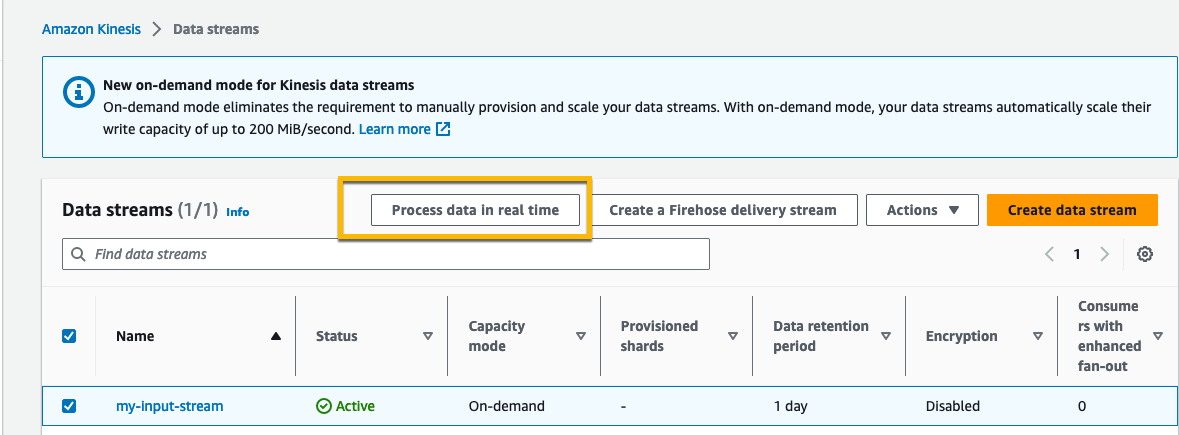 Amazon Kinesis > Data streams
New on-demand mode for Kinesis data streams
On-demand mode eliminates the requirement to manually provision and scale your data streams. With on-demand mode, your data streams automatically scale their
write capacity of up to 200 MiB/second. Learn more
Data streams (1/1) Info
Process data in real time
Create a Firehose delivery stream
Actions
Create data stream
Find data streams
1
Name
Status
Capacity
mode
Provisioned
shards
Data retention
period
Encryption
Consume
rs with
enhanced
fan-out
my-input-stream
Active
On-demand
-
1 day
Disabled
0